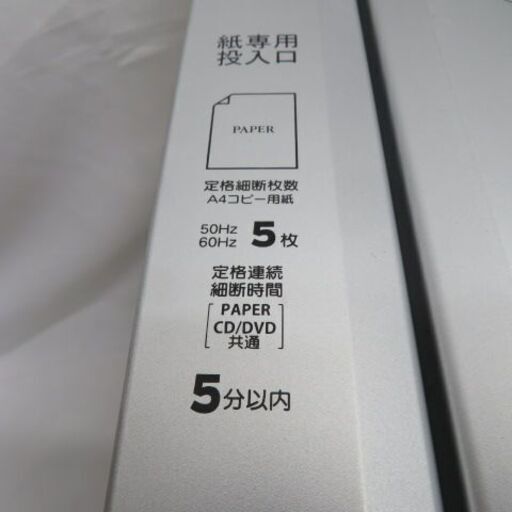 紙専用
投入口
PAPER
定格細断枚数
A4コピー用紙
50Hz
60Hz 5枚
定格連続
細断時間
[PAPER
CD/DVD
共通]
5分以内